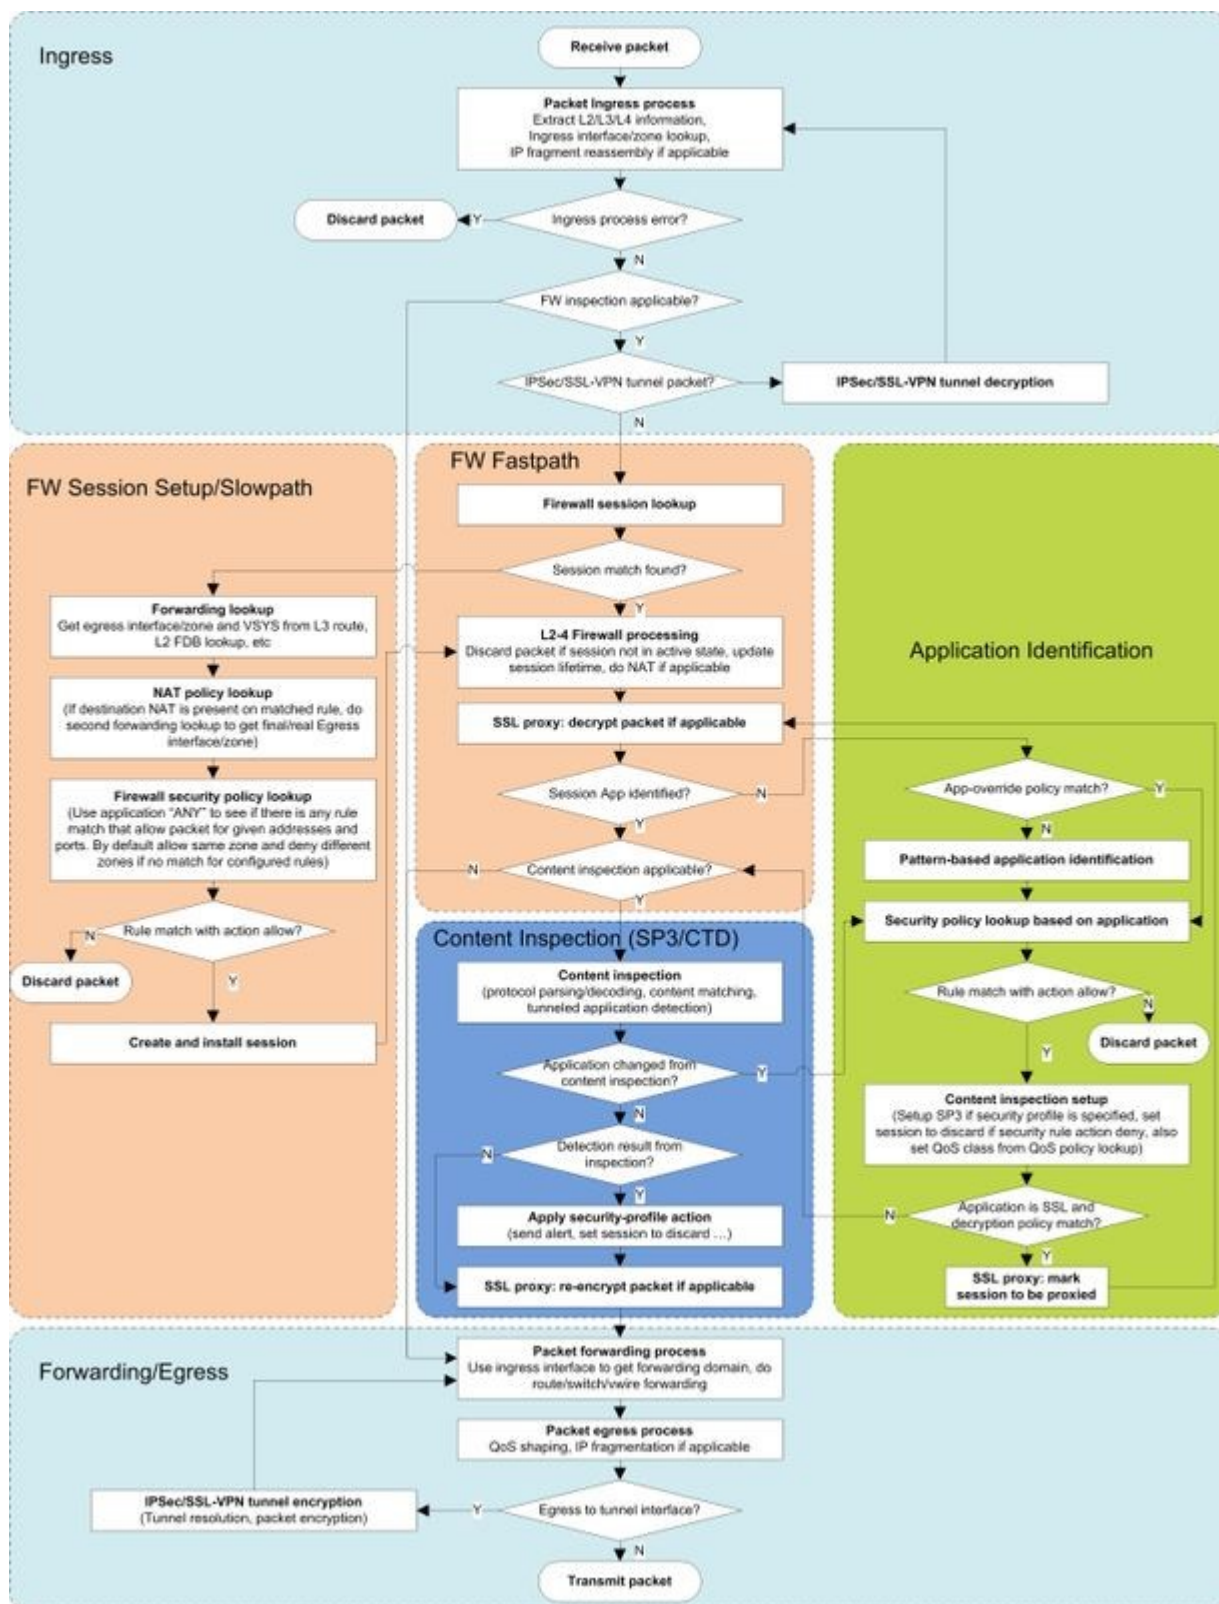 Ingress
Receive packet
Packet Ingress process
Extract L2/L3/L4 information,
Ingress interface/zone lookup,
IP fragment reassembly if applicable
Discard packet
Y
Ingress process error?
N
FW inspection applicable?
Y
IPSec/SSL-VPN tunnel packet?
IPSec/SSL-VPN tunnel decryption
N
FW Session Setup/Slowpath
Forwarding lookup
Get egress interface/zone and VSYS from L3 route,
L2 FDB lookup, etc
NAT policy lookup
(If destination NAT is present on matched rule, do
second forwarding lookup to get final/real Egress
interface/zone)
Firewall security policy lookup
(Use application “ANY” to see if there is any rule
match that allow packet for given addresses and
ports. By default allow same zone and deny different
zones if no match for configured rules)
Rule match with action allow?
N
Discard packet
Y
Create and install session
FW Fastpath
Firewall session lookup
Session match found?
Y
L2-4 Firewall processing
Discard packet if session not in active state, update
session lifetime, do NAT if applicable
SSL proxy: decrypt packet if applicable
Session App identified?
N
Y
Content inspection applicable?
N
Y
Content Inspection (SP3/CTD)
Content inspection
(protocol parsing/decoding, content matching,
tunneled application detection)
Application changed from
content inspection?
Y
N
Detection result from
inspection?
N
Y
Apply security-profile action
(send alert, set session to discard …)
SSL proxy: re-encrypt packet if applicable
Application Identification
App-override policy match?
Y
N
Pattern-based application identification
Security policy lookup based on application
Rule match with action allow?
N
Discard packet
Y
Content inspection setup
(Setup SP3 if security profile is specified, set
session to discard if security rule action deny, also
set QoS class from QoS policy lookup)
Application is SSL and
decryption policy match?
N
Y
SSL proxy: mark
session to be proxied
Forwarding/Egress
Packet forwarding process
Use ingress interface to get forwarding domain, do
route/switch/vwire forwarding
Packet egress process
QoS shaping, IP fragmentation if applicable
IPSec/SSL-VPN tunnel encryption
(Tunnel resolution, packet encryption)
Y
Egress to tunnel interface?
N
Transmit packet